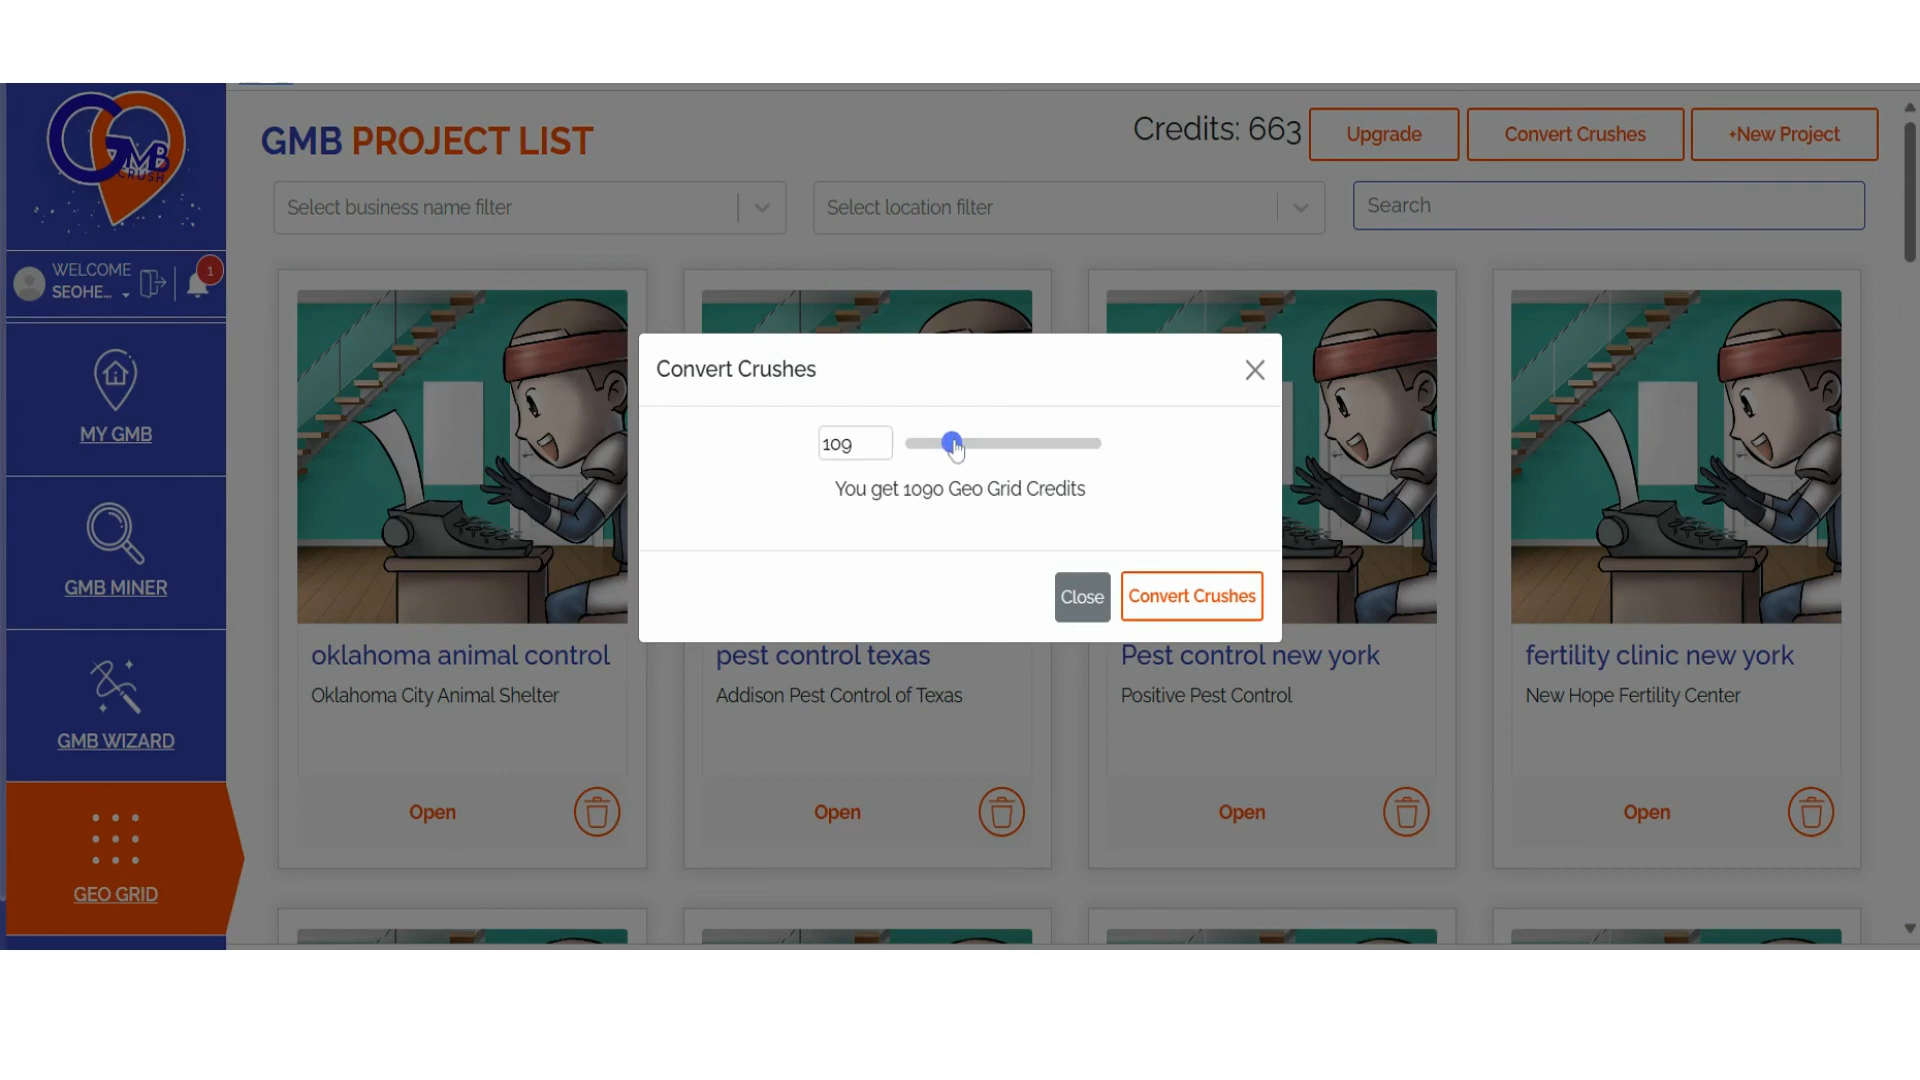 GMB
CRUSH
WELCOME
SEOHE...
1
MY GMB
GMB MINER
GMB WIZARD
GEO GRID
GMB PROJECT LIST
Credits: 663
Upgrade
Convert Crushes
+New Project
Select business name filter
Select location filter
Search
Convert Crushes
109
You get 1090 Geo Grid Credits
Close
Convert Crushes
oklahoma animal control
Oklahoma City Animal Shelter
Open
pest control texas
Addison Pest Control of Texas
Open
Pest control new york
Positive Pest Control
Open
fertility clinic new york
New Hope Fertility Center
Open